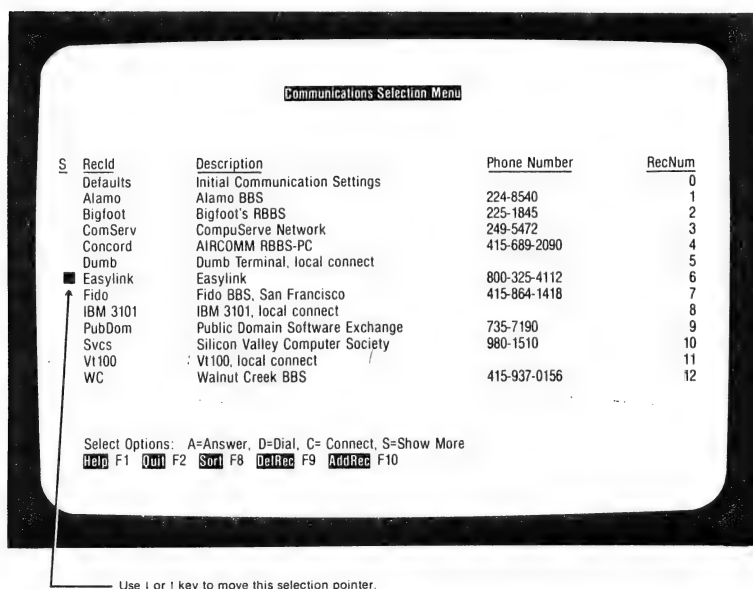 Communications Selection Menu
S RecId Description Phone Number RecNum
Defaults Initial Communication Settings 0
Alamo Alamo BBS 224-8540 1
Bigfoot Bigfoot's RBBS 225-1845 2
ComServ CompuServe Network 249-5472 3
Concord AIRCOMM RBBS-PC 415-689-2090 4
Dumb Dumb Terminal, local connect 5
Easylink Easylink 800-325-4112 6
Fido Fido BBS, San Francisco 415-864-1418 7
IBM 3101 IBM 3101, local connect 8
PubDom Public Domain Software Exchange 735-7190 9
Svcs Silicon Valley Computer Society 980-1510 10
Vt100 Vt100, local connect 11
WC Walnut Creek BBS 415-937-0156 12
Select Options: A=Answer, D=Dial, C= Connect, S=Show More
Help F1 Quit F2 Sort F8 DelRec F9 AddRec F10
Use ↓ or ↑ key to move this selection pointer.